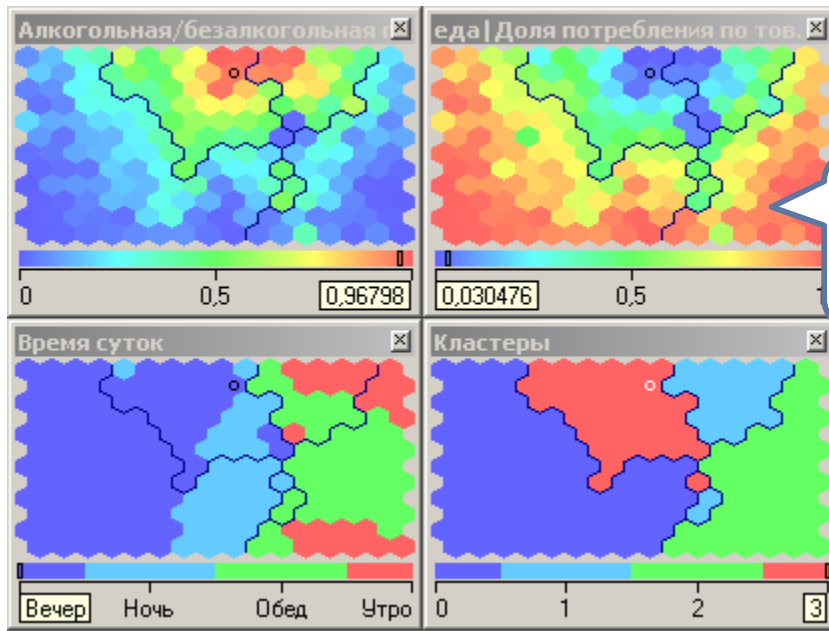 Алкогольная/безалкогольная
еда|Доля потребления по тов.
0
0,5
0,96798
0,030476
0,5
Время суток
Кластеры
Вечер
Ночь
Обед
Утро
0
1
2
3